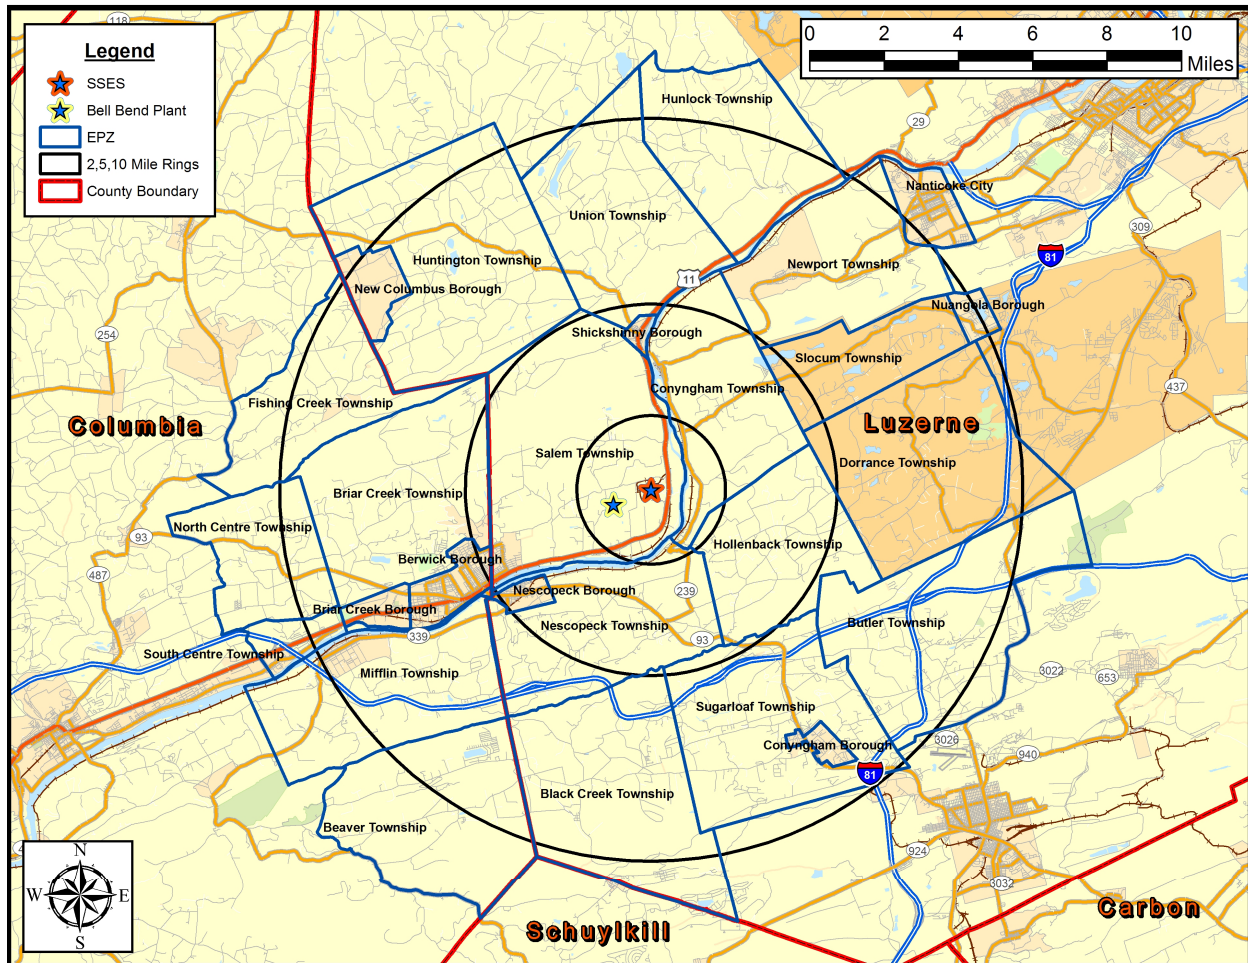 118
0 2 4 6 8 10
Miles
Legend
SSES
Bell Bend Plant
EPZ
2,5,10 Mile Rings
County Boundary
Hunlock Township
29
Nanticoke City
Union Township
309
81
Huntington Township
Newport Township
11
New Columbus Borough
Nuangola Borough
254
Shickshinny Borough
Slocum Township
437
Conyngham Township
Fishing Creek Township
Columbia
Luzerne
Salem Township
Dorrance Township
Briar Creek Township
North Centre Township
93
Hollenback Township
Berwick Borough
487
Nescopeck Borough
239
Briar Creek Borough
Nescopeck Township
Butler Township
339
93
South Centre Township
Mifflin Township
3022
653
Sugarloaf Township
Conyngham Borough
3026
940
81
Black Creek Township
Beaver Township
924
N
W E
S
3032
Carbon
Schuylkill